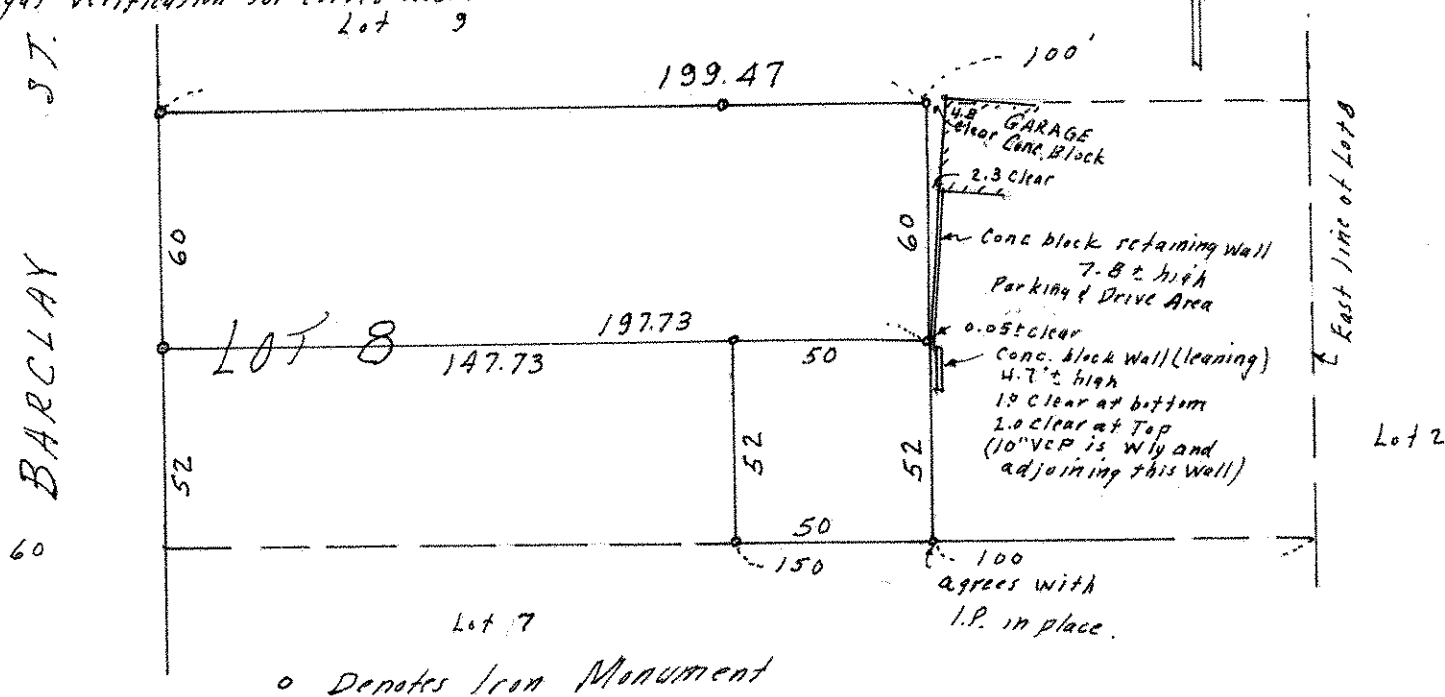 Lot 9
ST.
BARCLAY
60
199.47
100'
4.8
clear
GARAGE
Conc. Block
2.3 clear
East line of Lot 8
60
60
Conc block retaining wall
7.8 ± high
Parking & Drive Area
LOT 8
197.73
147.73
50
0.05± clear
Conc. block Wall (leaning)
4.7'± high
1.9 Clear at bottom
2.0 clear at Top
(10" VCP is W'ly and
adjoining this wall)
Lot 2
52
52
52
50
150
100
agrees with
I.P. in place.
Lot 7
o Denotes Iron Monument